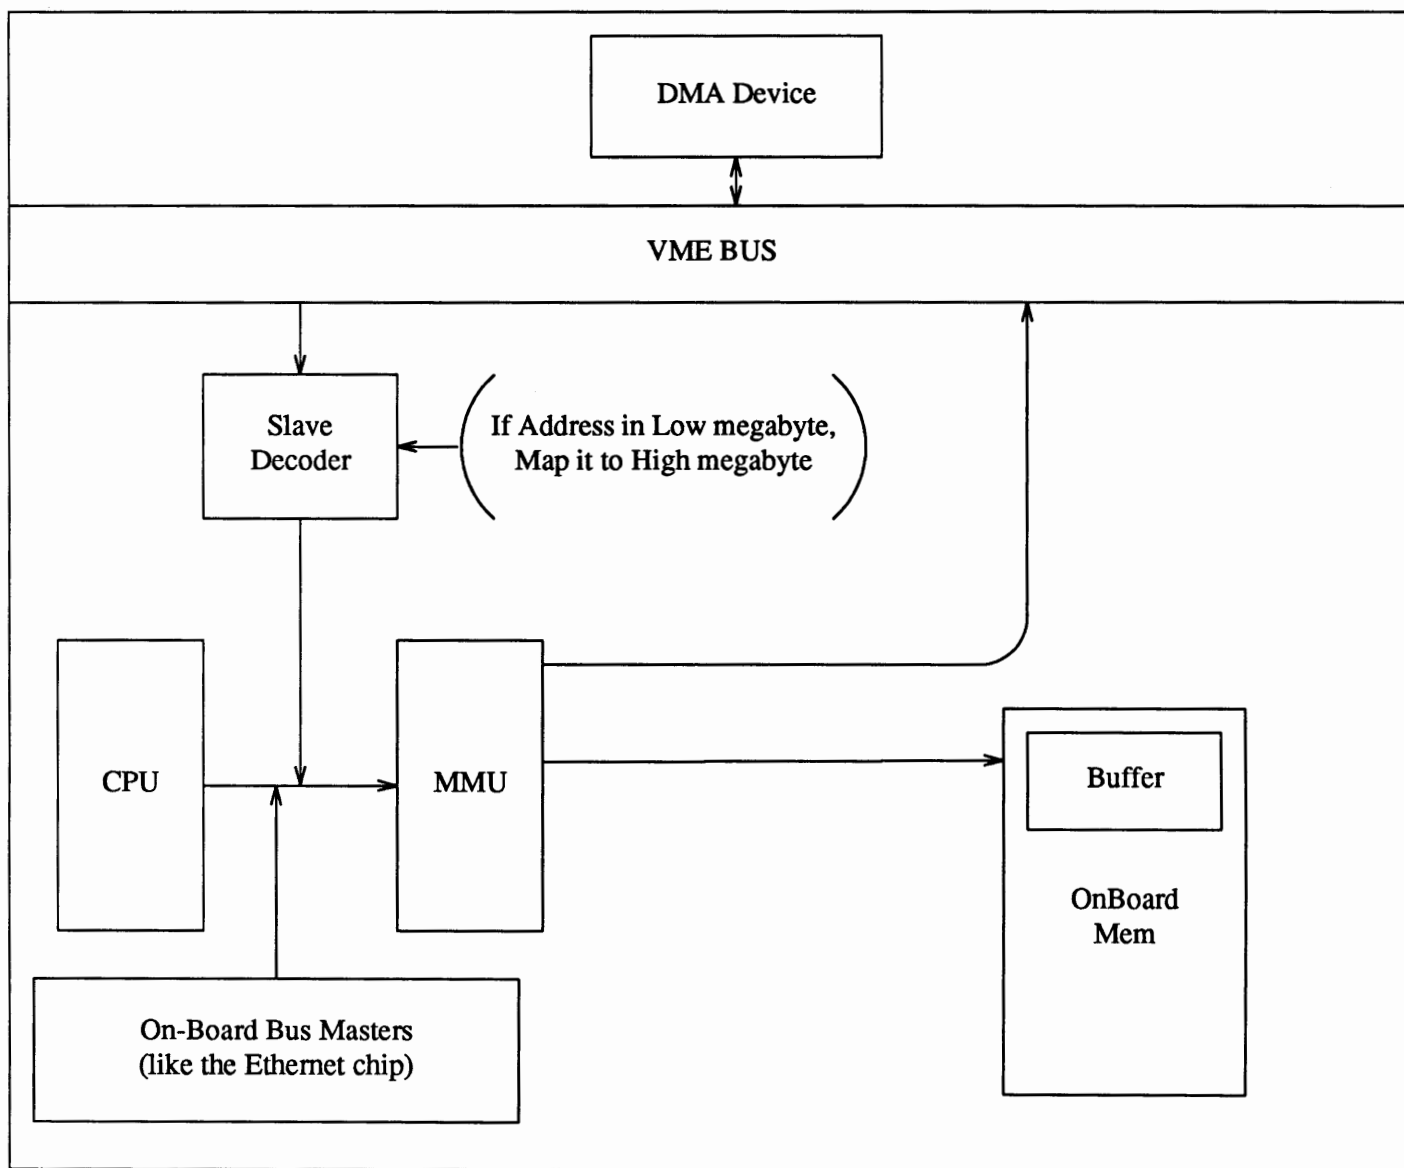 DMA Device
VME BUS
Slave
Decoder
If Address in Low megabyte,
Map it to High megabyte
CPU
MMU
Buffer
OnBoard
Mem
On-Board Bus Masters
(like the Ethernet chip)